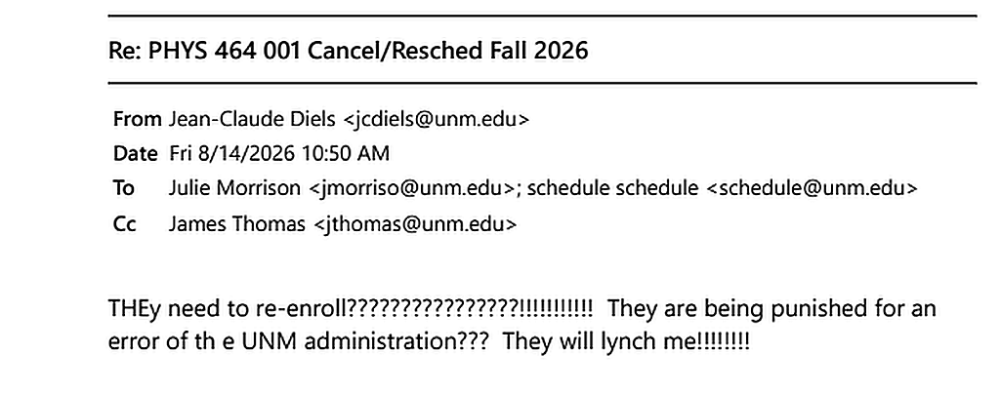 Re: PHYS 464 001 Cancel/Resched Fall 2026
From Jean-Claude Diels <jcdiels@unm.edu>
Date Fri 8/14/2026 10:50 AM
To Julie Morrison <jmorriso@unm.edu>; schedule schedule <schedule@unm.edu>
Cc James Thomas <jthomas@unm.edu>
THEy need to re-enroll????????????????!!!!!!!!!!! They are being punished for an
error of th e UNM administration??? They will lynch me!!!!!!!!